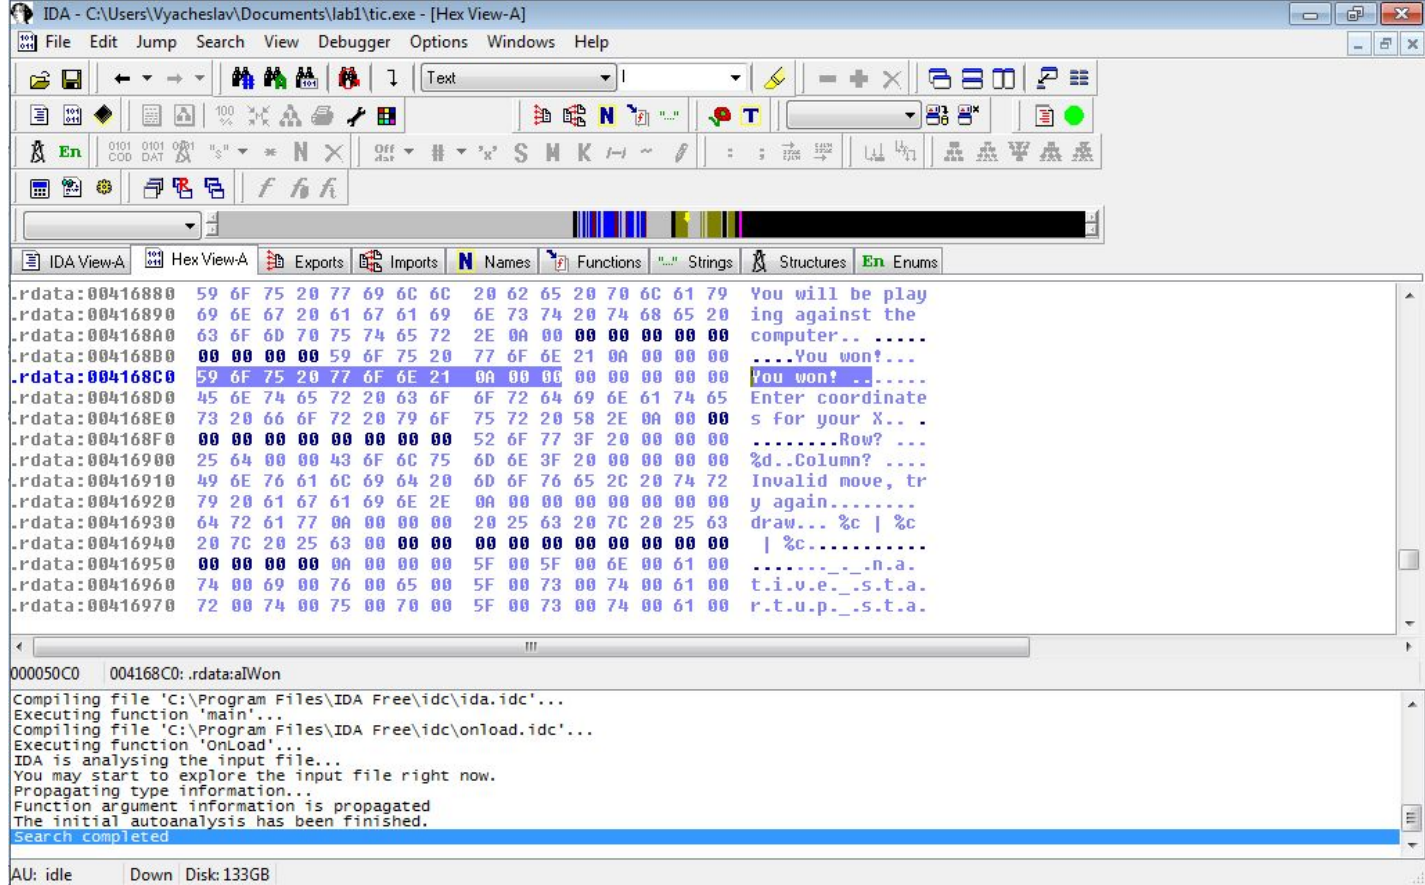 IDA - C:\Users\Vyacheslav\Documents\lab1\tic.exe - [Hex View-A]
File Edit Jump Search View Debugger Options Windows Help
Text
En
IDA View-A Hex View-A Exports Imports N Names Functions "..." Strings Structures En Enums
.rdata:00416880 59 6F 75 20 77 69 6C 6C 20 62 65 20 70 6C 61 79 You will be play
.rdata:00416890 69 6E 67 20 61 67 61 69 6E 73 74 20 74 68 65 20 ing against the
.rdata:004168A0 63 6F 6D 70 75 74 65 72 2E 0A 00 00 00 00 00 00 computer.. .....
.rdata:004168B0 00 00 00 00 59 6F 75 20 77 6F 6E 21 0A 00 00 00 ....You won!...
.rdata:004168C0 59 6F 75 20 77 6F 6E 21 0A 00 00 00 00 00 00 00 You won! .......
.rdata:004168D0 45 6E 74 65 72 20 63 6F 6F 72 64 69 6E 61 74 65 Enter coordinate
.rdata:004168E0 73 20 66 6F 72 20 79 6F 75 72 20 58 2E 0A 00 00 s for your X.. .
.rdata:004168F0 00 00 00 00 00 00 00 00 52 6F 77 3F 20 00 00 00 ........Row? ...
.rdata:00416900 25 64 00 00 43 6F 6C 75 6D 6E 3F 20 00 00 00 00 %d..Column? ....
.rdata:00416910 49 6E 76 61 6C 69 64 20 6D 6F 76 65 2C 20 74 72 Invalid move, tr
.rdata:00416920 79 20 61 67 61 69 6E 2E 0A 00 00 00 00 00 00 00 y again........
.rdata:00416930 64 72 61 77 0A 00 00 00 20 25 63 20 7C 20 25 63 draw... %c | %c
.rdata:00416940 20 7C 20 25 63 00 00 00 00 00 00 00 00 00 00 00 | %c...........
.rdata:00416950 00 00 00 00 0A 00 00 00 5F 00 5F 00 6E 00 61 00 ......._._.n.a.
.rdata:00416960 74 00 69 00 76 00 65 00 5F 00 73 00 74 00 61 00 t.i.v.e._.s.t.a.
.rdata:00416970 72 00 74 00 75 00 70 00 5F 00 73 00 74 00 61 00 r.t.u.p._.s.t.a.
000050C0 004168C0: .rdata:aIWon
Compiling file 'C:\Program Files\IDA Free\idc\ida.idc'...
Executing function 'main'...
Compiling file 'C:\Program Files\IDA Free\idc\onload.idc'...
Executing function 'OnLoad'...
IDA is analysing the input file...
You may start to explore the input file right now.
Propagating type information...
Function argument information is propagated
The initial autoanalysis has been finished.
Search completed
AU: idle Down Disk: 133GB